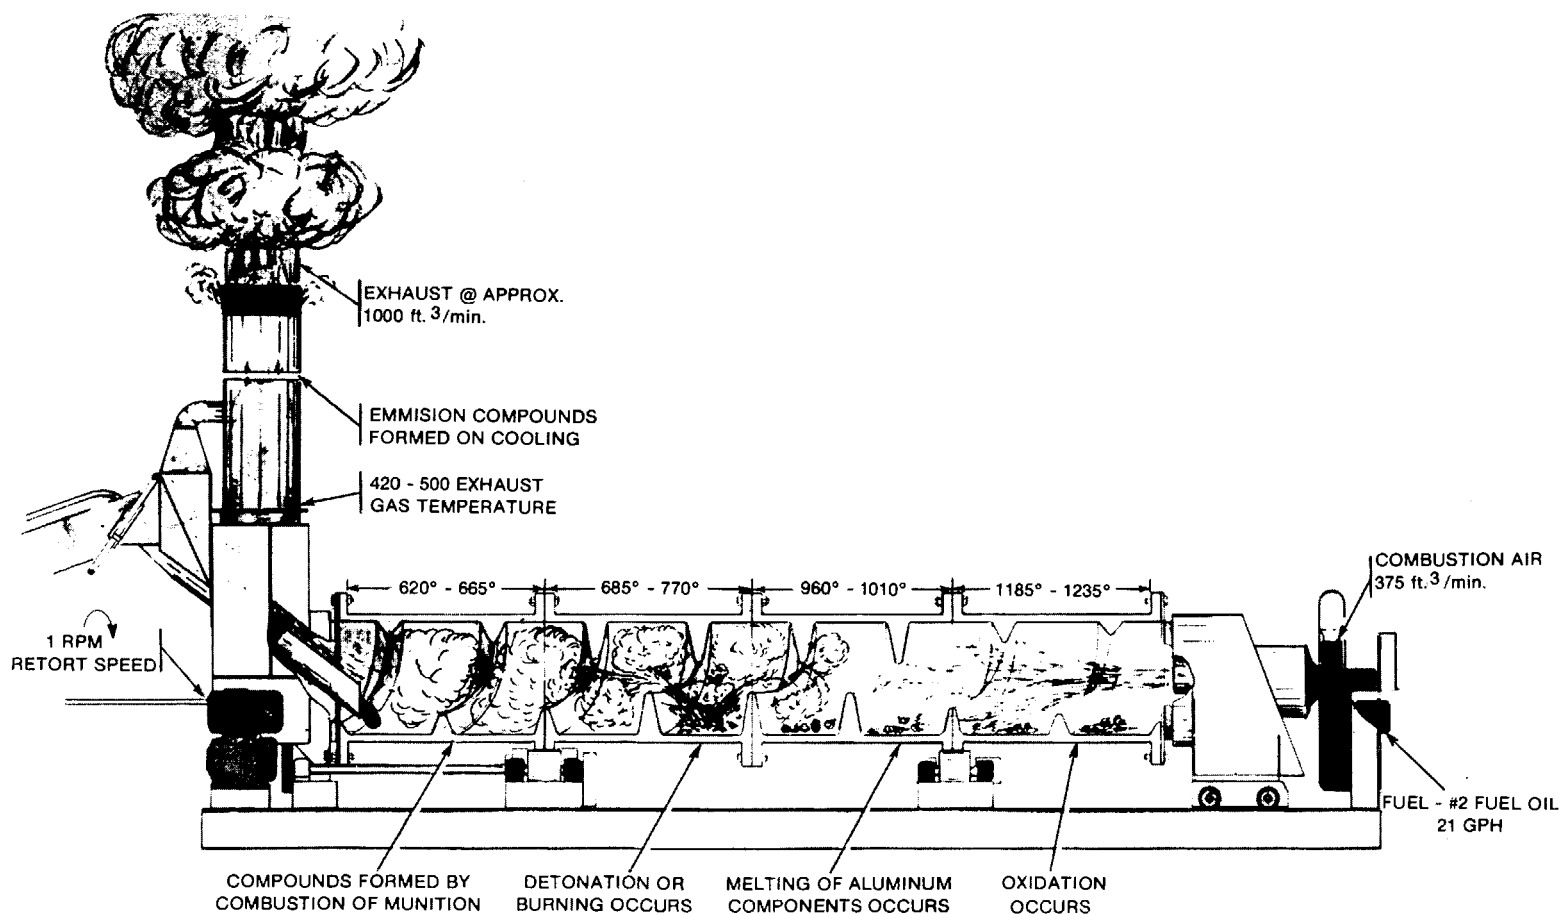 EXHAUST @ APPROX.
1000 ft. 3/min.
EMMISION COMPOUNDS
FORMED ON COOLING
420 - 500 EXHAUST
GAS TEMPERATURE
620° - 665°
685° - 770°
960° - 1010°
1185° - 1235°
COMBUSTION AIR
375 ft. 3/min.
1 RPM
RETORT SPEED
FUEL - #2 FUEL OIL
21 GPH
COMPOUNDS FORMED BY
COMBUSTION OF MUNITION
DETONATION OR
BURNING OCCURS
MELTING OF ALUMINUM
COMPONENTS OCCURS
OXIDATION
OCCURS